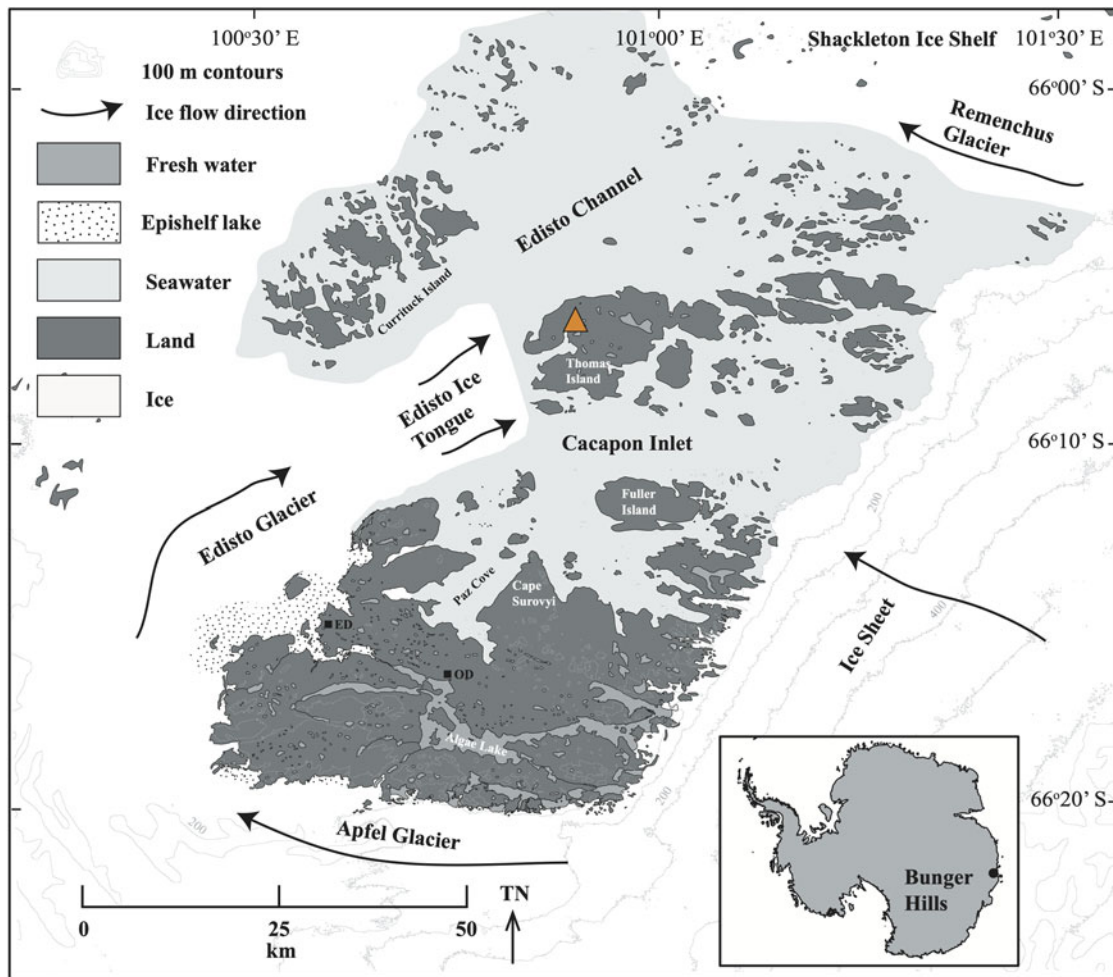 100°30' E
101°00' E
Shackleton Ice Shelf
101°30' E
100 m contours
66°00' S
Ice flow direction
Remenchus
Glacier
Fresh water
Epishelf lake
Edisto Channel
Seawater
Currituck Island
Land
Thomas
Island
Ice
Edisto Ice
Tongue
Cacapon Inlet
66°10' S
Fuller
Island
200
Edisto Glacier
Paz Cove
Cape
Surovyi
400
Ice Sheet
ED
OD
Algae Lake
200
200
66°20' S
Apfel Glacier
TN
0
25
50
km
Bunger
Hills